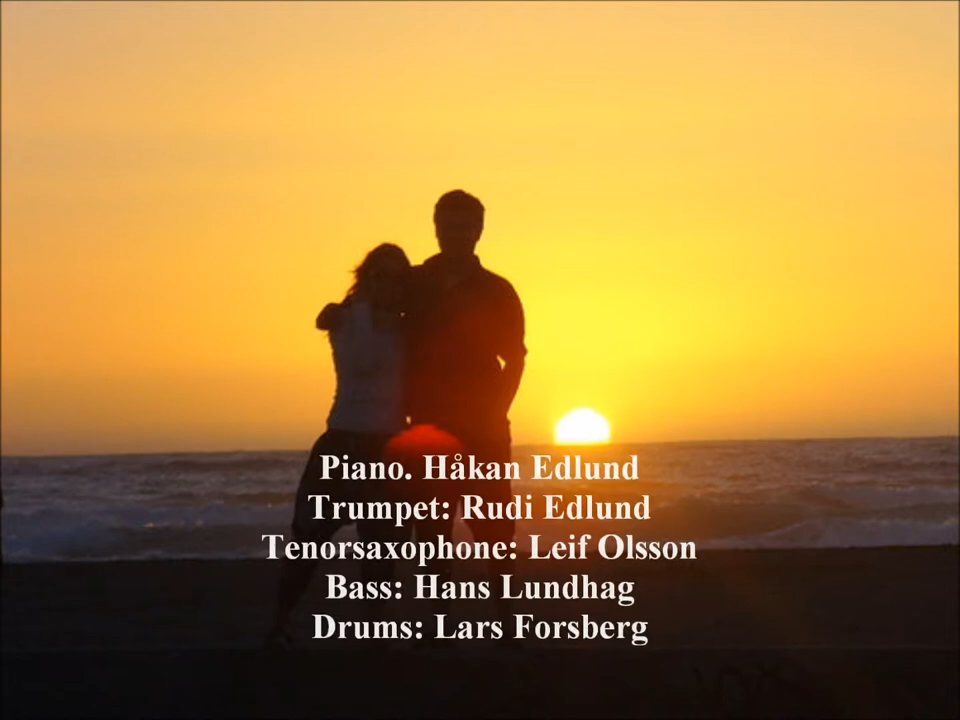 Piano. Håkan Edlund
Trumpet: Rudi Edlund
Tenorsaxophone: Leif Olsson
Bass: Hans Lundhag
Drums: Lars Forsberg